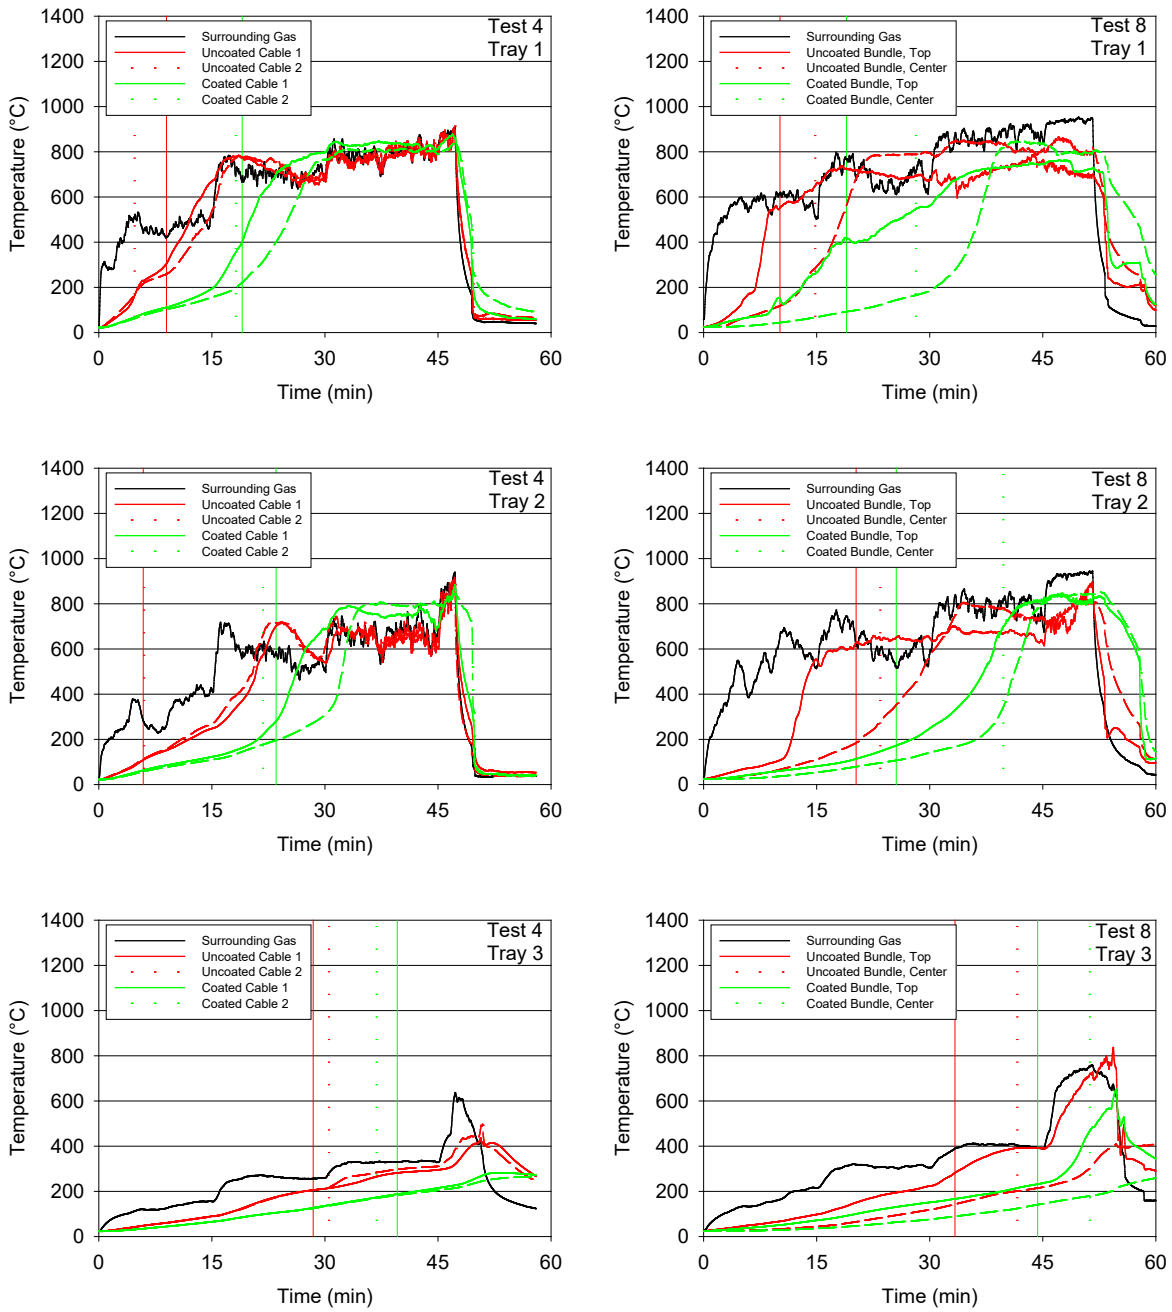 Test 4
Tray 1
Surrounding Gas
Uncoated Cable 1
Uncoated Cable 2
Coated Cable 1
Coated Cable 2
1400
1200
1000
800
600
400
200
0
Temperature (°C)
0 15 30 45 60
Time (min)
Test 8
Tray 1
Surrounding Gas
Uncoated Bundle, Top
Uncoated Bundle, Center
Coated Bundle, Top
Coated Bundle, Center
1400
1200
1000
800
600
400
200
0
Temperature (°C)
0 15 30 45 60
Time (min)
Test 4
Tray 2
Surrounding Gas
Uncoated Cable 1
Uncoated Cable 2
Coated Cable 1
Coated Cable 2
1400
1200
1000
800
600
400
200
0
Temperature (°C)
0 15 30 45 60
Time (min)
Test 8
Tray 2
Surrounding Gas
Uncoated Bundle, Top
Uncoated Bundle, Center
Coated Bundle, Top
Coated Bundle, Center
1400
1200
1000
800
600
400
200
0
Temperature (°C)
0 15 30 45 60
Time (min)
Test 4
Tray 3
Surrounding Gas
Uncoated Cable 1
Uncoated Cable 2
Coated Cable 1
Coated Cable 2
1400
1200
1000
800
600
400
200
0
Temperature (°C)
0 15 30 45 60
Time (min)
Test 8
Tray 3
Surrounding Gas
Uncoated Bundle, Top
Uncoated Bundle, Center
Coated Bundle, Top
Coated Bundle, Center
1400
1200
1000
800
600
400
200
0
Temperature (°C)
0 15 30 45 60
Time (min)